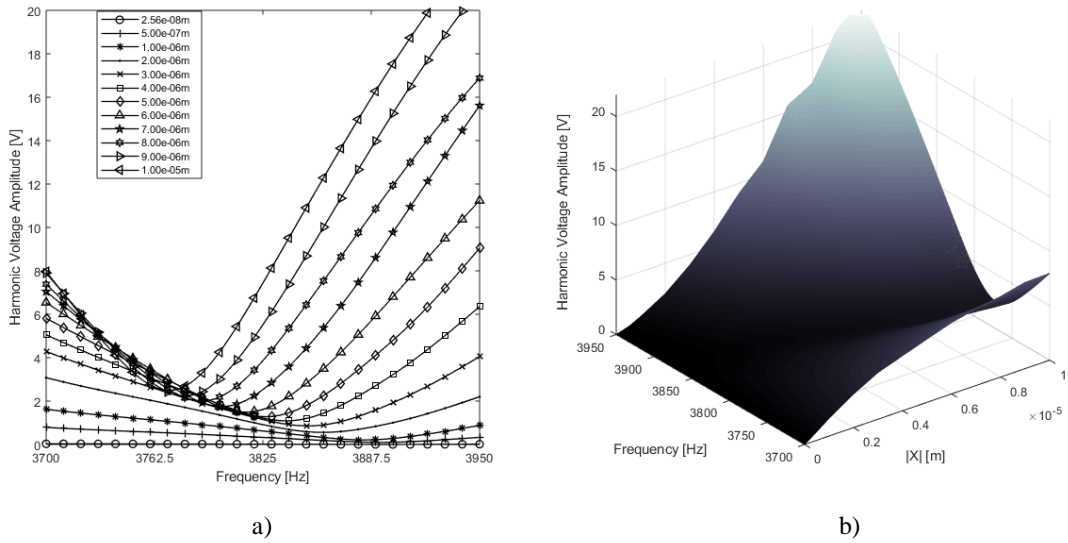 20
18
16
14
12
10
8
6
4
2
0
Harmonic Voltage Amplitude [V]
2.56e-08m
5.00e-07m
1.00e-06m
2.00e-06m
3.00e-06m
4.00e-06m
5.00e-06m
6.00e-06m
7.00e-06m
8.00e-06m
9.00e-06m
1.00e-05m
3700
3762.5
3825
3887.5
3950
Frequency [Hz]
a)
Harmonic Voltage Amplitude [V]
20
15
10
5
0
3950
3900
3850
3800
3750
3700
Frequency [Hz]
0
0.2
0.4
0.6
0.8
1
×10-5
|X| [m]
b)